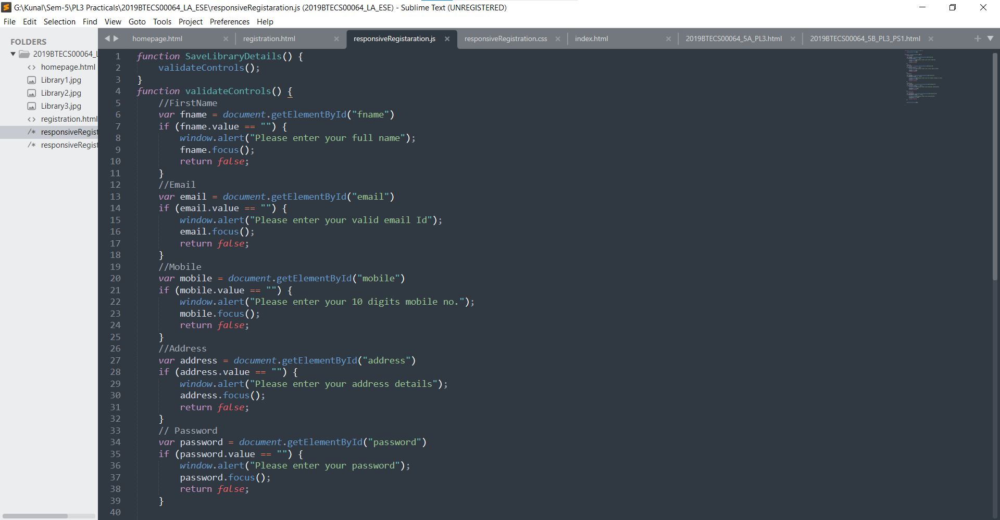 G:\Kunal\Sem-5\PL3 Practicals\2019BTECS00064_LA_ESE\responsiveRegistaration.js (2019BTECS00064_LA_ESE) - Sublime Text (UNREGISTERED)
File Edit Selection Find View Goto Tools Project Preferences Help
homepage.html registration.html responsiveRegistaration.js responsiveRegistration.css index.html 2019BTECS00064_5A_PL3.html 2019BTECS00064_5B_PL3_PS1.html
FOLDERS
2019BTECS00064_L
homepage.html
Library1.jpg
Library2.jpg
Library3.jpg
registration.html
responsiveRegist
responsiveRegist
1 function SaveLibraryDetails() {
2     validateControls();
3 }
4 function validateControls() {
5     //FirstName
6     var fname = document.getElementById("fname")
7     if (fname.value == "") {
8         window.alert("Please enter your full name");
9         fname.focus();
10         return false;
11     }
12     //Email
13     var email = document.getElementById("email")
14     if (email.value == "") {
15         window.alert("Please enter your valid email Id");
16         email.focus();
17         return false;
18     }
19     //Mobile
20     var mobile = document.getElementById("mobile")
21     if (mobile.value == "") {
22         window.alert("Please enter your 10 digits mobile no.");
23         mobile.focus();
24         return false;
25     }
26     //Address
27     var address = document.getElementById("address")
28     if (address.value == "") {
29         window.alert("Please enter your address details");
30         address.focus();
31         return false;
32     }
33     // Password
34     var password = document.getElementById("password")
35     if (password.value == "") {
36         window.alert("Please enter your password");
37         password.focus();
38         return false;
39     }
40